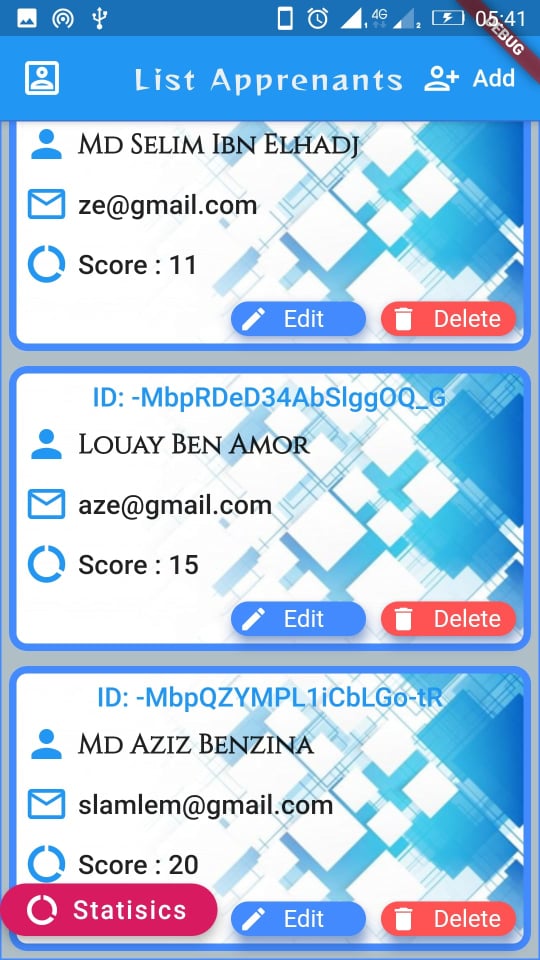 4G 1 2 05:41
DEBUG
List Apprenants Add
Md Selim Ibn Elhadj
ze@gmail.com
Score : 11
Edit Delete
ID: -MbpRDeD34AbSlggOQ_G
Louay Ben Amor
aze@gmail.com
Score : 15
Edit Delete
ID: -MbpQZYMPL1iCbLGo-tR
Md Aziz Benzina
slamlem@gmail.com
Score : 20
Statisics
Edit Delete